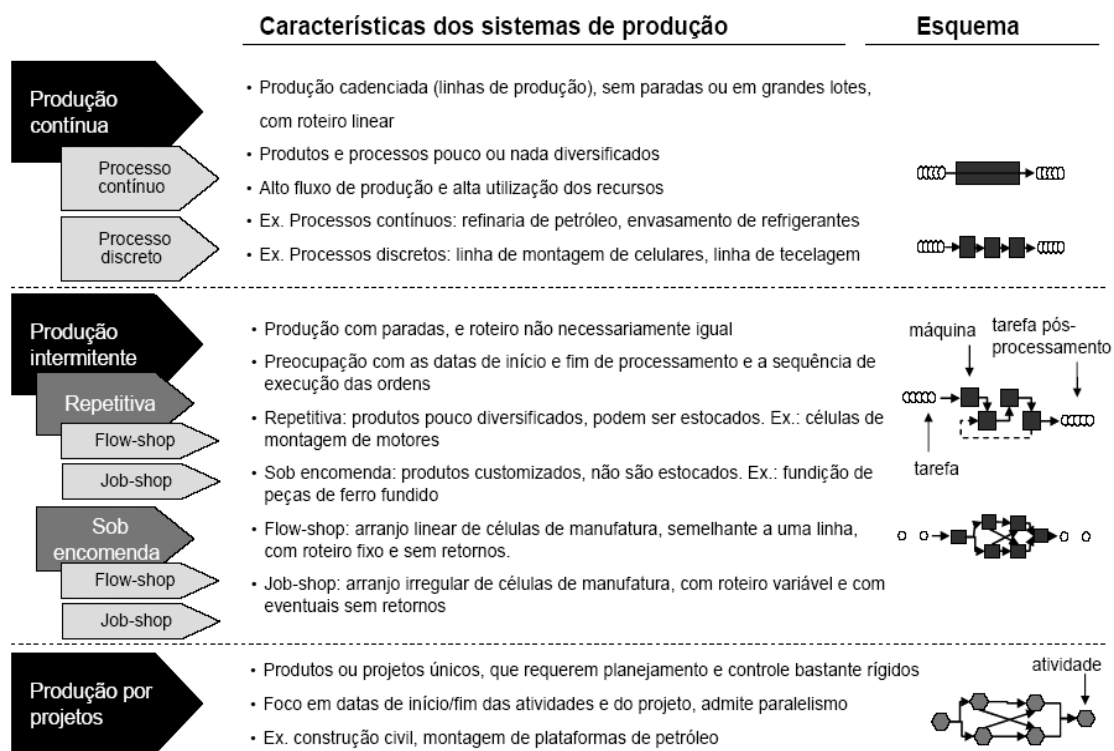 Características dos sistemas de produção
Esquema
Produção
contínua
Processo
contínuo
Processo
discreto
• Produção cadenciada (linhas de produção), sem paradas ou em grandes lotes,
com roteiro linear
• Produtos e processos pouco ou nada diversificados
• Alto fluxo de produção e alta utilização dos recursos
• Ex. Processos contínuos: refinaria de petróleo, envasamento de refrigerantes
• Ex. Processos discretos: linha de montagem de celulares, linha de tecelagem
Produção
intermitente
Repetitiva
Flow-shop
Job-shop
Sob
encomenda
Flow-shop
Job-shop
• Produção com paradas, e roteiro não necessariamente igual
• Preocupação com as datas de início e fim de processamento e a sequência de
execução das ordens
• Repetitiva: produtos pouco diversificados, podem ser estocados. Ex.: células de
montagem de motores
• Sob encomenda: produtos customizados, não são estocados. Ex.: fundição de
peças de ferro fundido
• Flow-shop: arranjo linear de células de manufatura, semelhante a uma linha,
com roteiro fixo e sem retornos.
• Job-shop: arranjo irregular de células de manufatura, com roteiro variável e com
eventuais sem retornos
máquina
tarefa pós-
processamento
tarefa
Produção por
projetos
• Produtos ou projetos únicos, que requerem planejamento e controle bastante rígidos
• Foco em datas de início/fim das atividades e do projeto, admite paralelismo
• Ex. construção civil, montagem de plataformas de petróleo
atividade